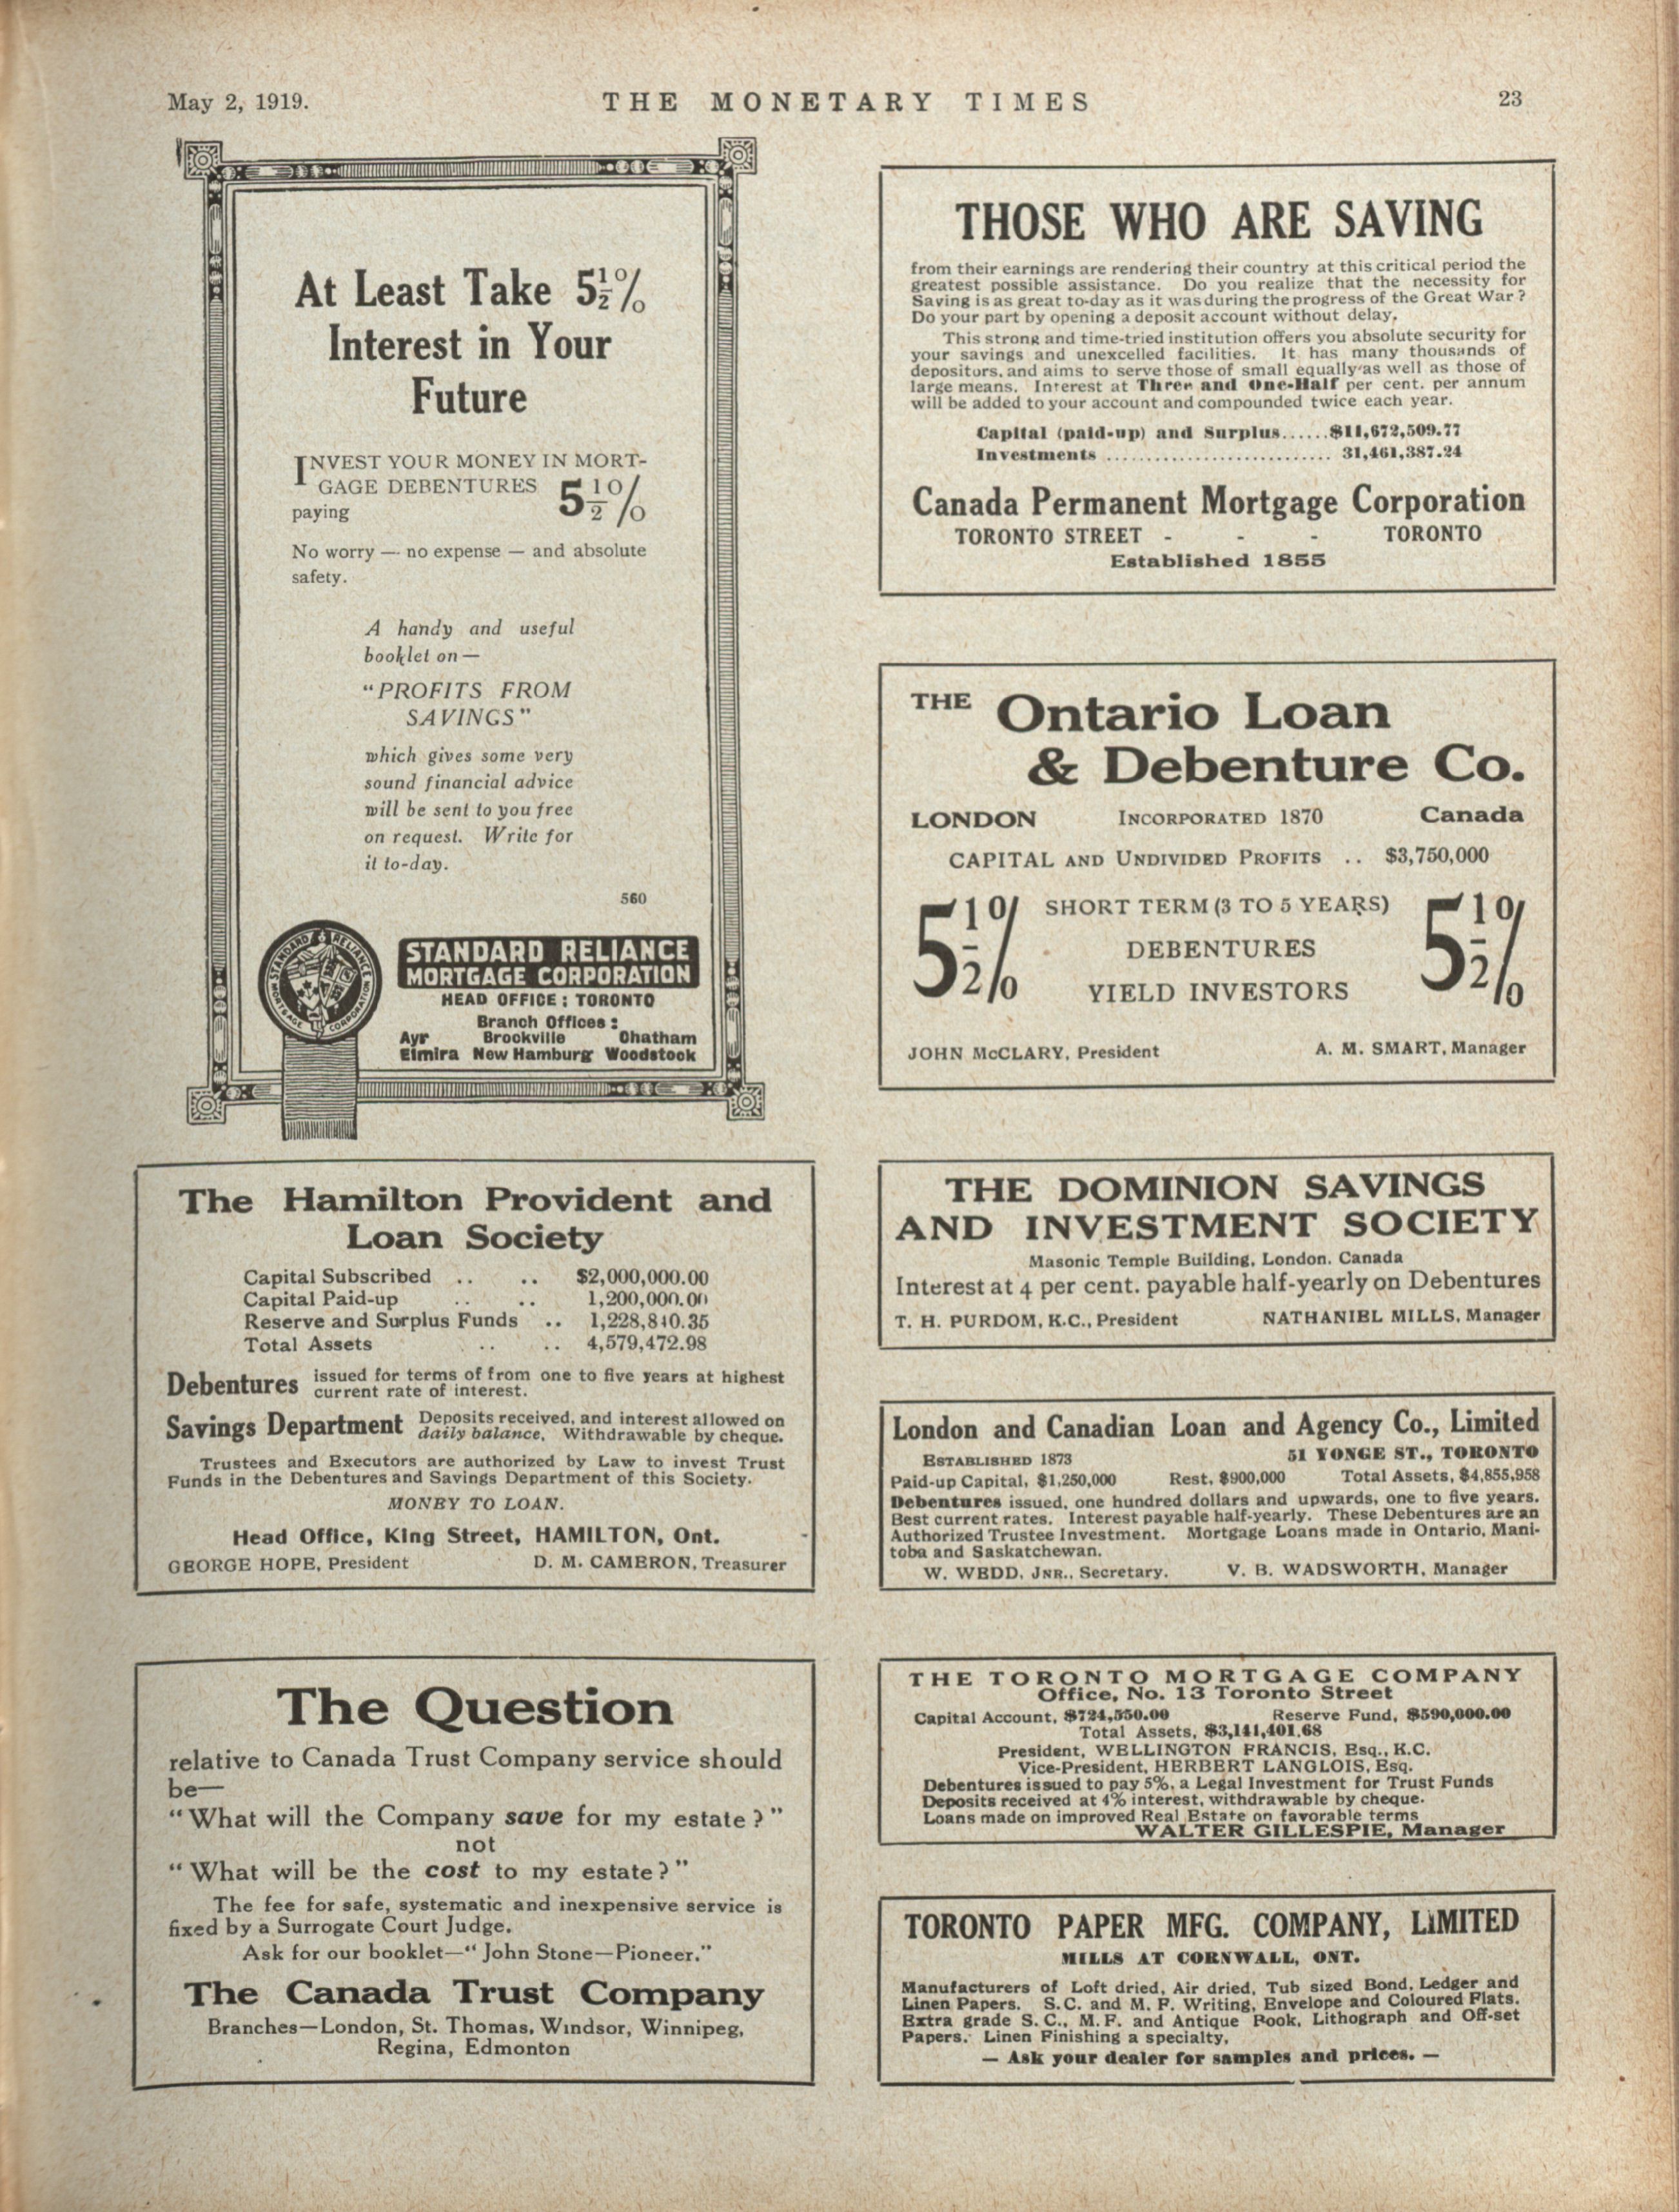 May 2, 1919.
THE MONETARY TIMES
23
At Least Take 5½%
Interest in Your
Future
INVEST YOUR MONEY IN MORT-
GAGE DEBENTURES
paying 5½%
No worry — no expense — and absolute
safety.
A handy and useful
booklet on —
"PROFITS FROM
SAVINGS"
which gives some very
sound financial advice
will be sent to you free
on request. Write for
it to-day.
560
STANDARD RELIANCE
MORTGAGE CORPORATION
STANDARD RELIANCE MORTGAGE CORPORATION
HEAD OFFICE: TORONTO
Branch Offices:
Ayr Brockville Chatham
Elmira New Hamburg Woodstock
The Hamilton Provident and
Loan Society
Capital Subscribed .. .. $2,000,000.00
Capital Paid-up .. .. 1,200,000.00
Reserve and Surplus Funds .. 1,228,810.35
Total Assets .. .. 4,579,472.98
Debentures issued for terms of from one to five years at highest
current rate of interest.
Savings Department Deposits received, and interest allowed on
daily balance. Withdrawable by cheque.
Trustees and Executors are authorized by Law to invest Trust
Funds in the Debentures and Savings Department of this Society.
MONEY TO LOAN.
Head Office, King Street, HAMILTON, Ont.
GEORGE HOPE, President D. M. CAMERON, Treasurer
The Question
relative to Canada Trust Company service should
be—
"What will the Company save for my estate?"
not
"What will be the cost to my estate?"
The fee for safe, systematic and inexpensive service is
fixed by a Surrogate Court Judge.
Ask for our booklet—"John Stone—Pioneer."
The Canada Trust Company
Branches—London, St. Thomas, Windsor, Winnipeg,
Regina, Edmonton
THOSE WHO ARE SAVING
from their earnings are rendering their country at this critical period the
greatest possible assistance. Do you realize that the necessity for
Saving is as great to-day as it was during the progress of the Great War?
Do your part by opening a deposit account without delay.
This strong and time-tried institution offers you absolute security for
your savings and unexcelled facilities. It has many thousands of
depositors, and aims to serve those of small equally as well as those of
large means. Interest at Three and One-Half per cent. per annum
will be added to your account and compounded twice each year.
Capital (paid-up) and Surplus......$11,672,509.77
Investments ........................... 31,461,387.24
Canada Permanent Mortgage Corporation
TORONTO STREET - - - TORONTO
Established 1855
THE Ontario Loan
& Debenture Co.
LONDON INCORPORATED 1870 Canada
CAPITAL AND UNDIVIDED PROFITS .. $3,750,000
5½% SHORT TERM (3 TO 5 YEARS) 5½%
DEBENTURES
YIELD INVESTORS
JOHN McCLARY, President A. M. SMART, Manager
THE DOMINION SAVINGS
AND INVESTMENT SOCIETY
Masonic Temple Building, London, Canada
Interest at 4 per cent. payable half-yearly on Debentures
T. H. PURDOM, K.C., President NATHANIEL MILLS, Manager
London and Canadian Loan and Agency Co., Limited
ESTABLISHED 1873 51 YONGE ST., TORONTO
Paid-up Capital, $1,250,000 Rest, $900,000 Total Assets, $4,855,958
Debentures issued, one hundred dollars and upwards, one to five years.
Best current rates. Interest payable half-yearly. These Debentures are an
Authorized Trustee Investment. Mortgage Loans made in Ontario, Mani-
toba and Saskatchewan.
W. WEDD, JNR., Secretary. V. B. WADSWORTH, Manager
THE TORONTO MORTGAGE COMPANY
Office, No. 13 Toronto Street
Capital Account, $724,550.00 Reserve Fund, $590,000.00
Total Assets, $3,141,401.68
President, WELLINGTON FRANCIS, Esq., K.C.
Vice-President, HERBERT LANGLOIS, Esq.
Debentures issued to pay 5%, a Legal Investment for Trust Funds
Deposits received at 4% interest, withdrawable by cheque.
Loans made on improved Real Estate on favorable terms
WALTER GILLESPIE, Manager
TORONTO PAPER MFG. COMPANY, LIMITED
MILLS AT CORNWALL, ONT.
Manufacturers of Loft dried, Air dried, Tub sized Bond, Ledger and
Linen Papers. S. C. and M. F. Writing, Envelope and Coloured Flats.
Extra grade S. C., M. F. and Antique Book, Lithograph and Off-set
Papers. Linen Finishing a specialty.
— Ask your dealer for samples and prices. —